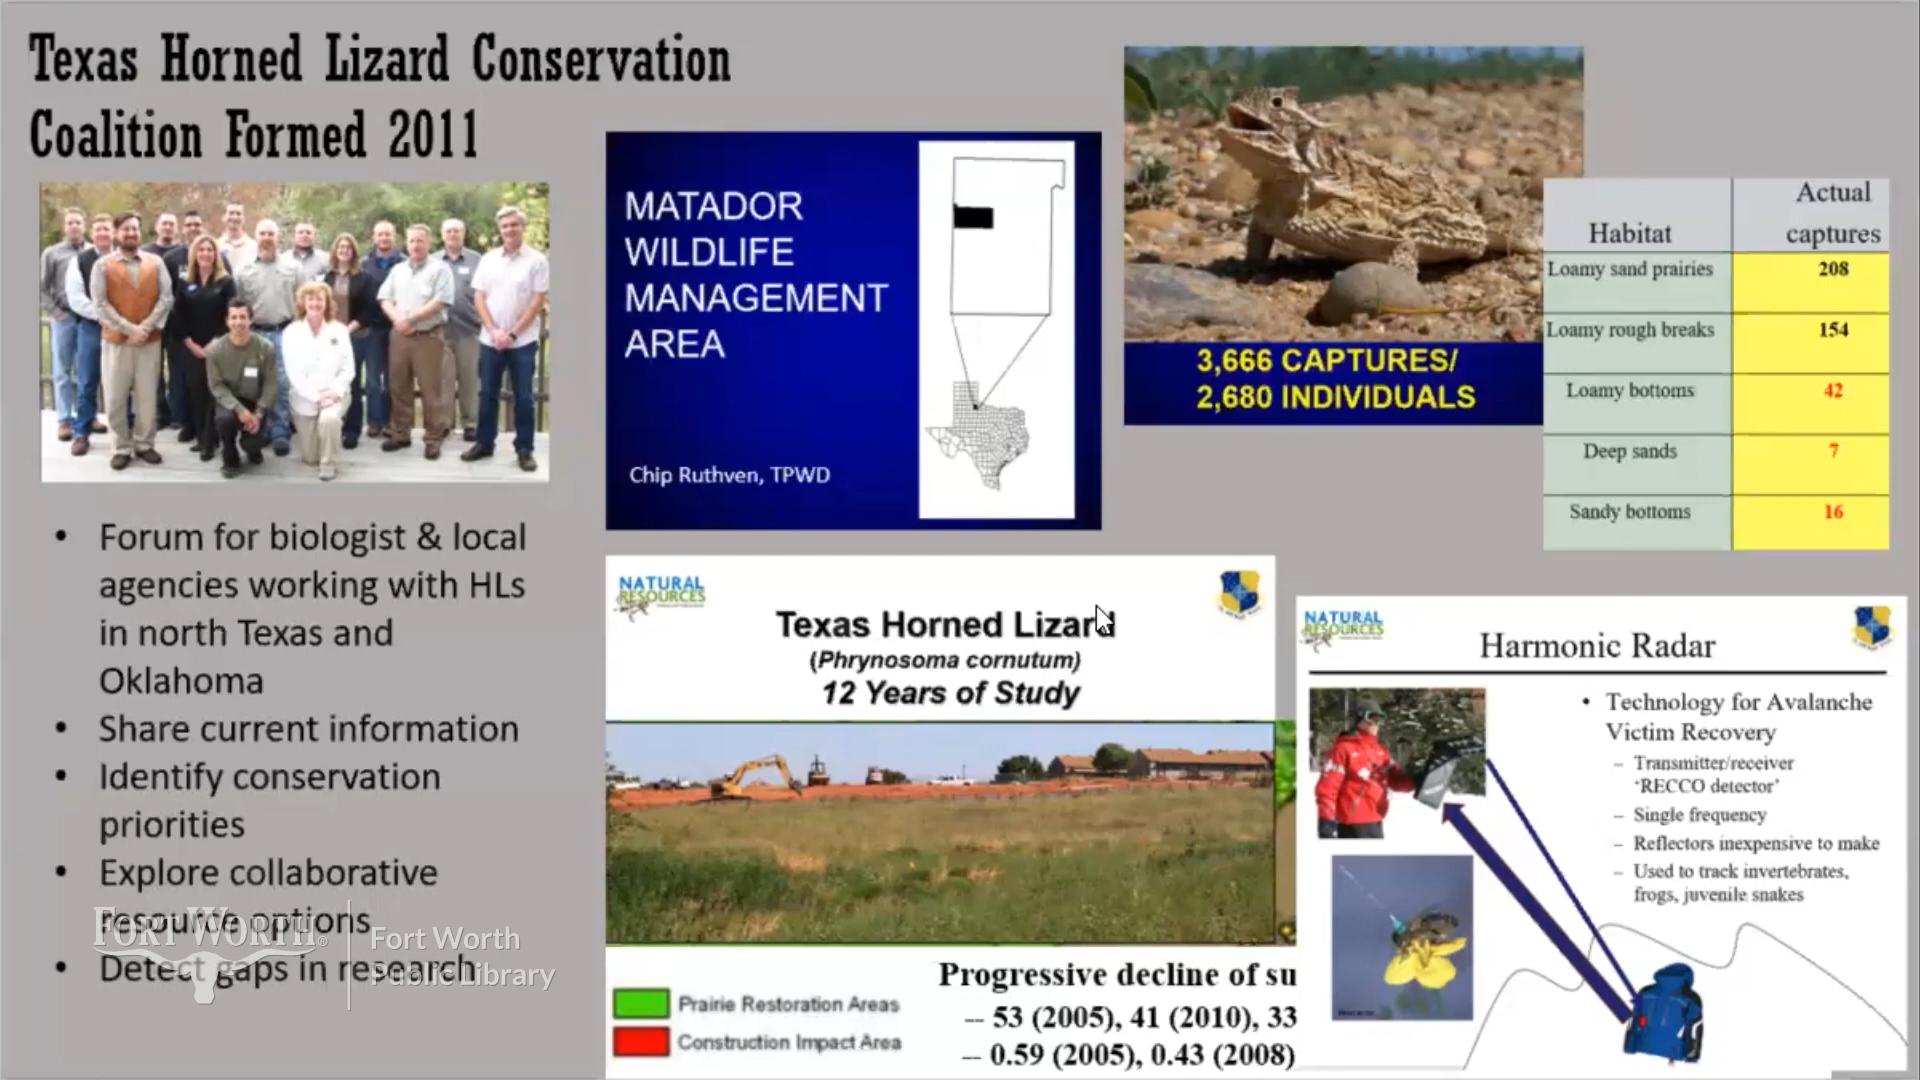 Texas Horned Lizard Conservation
Coalition Formed 2011
• Forum for biologist & local
agencies working with HLs
in north Texas and
Oklahoma
• Share current information
• Identify conservation
priorities
• Explore collaborative
resource options
• Detect gaps in research
FORT WORTH®
Fort Worth
Public Library
MATADOR
WILDLIFE
MANAGEMENT
AREA
Chip Ruthven, TPWD
3,666 CAPTURES/
2,680 INDIVIDUALS
Habitat Actual captures
Loamy sand prairies 208
Loamy rough breaks 154
Loamy bottoms 42
Deep sands 7
Sandy bottoms 16
NATURAL
RESOURCES
Texas Horned Lizard
(Phrynosoma cornutum)
12 Years of Study
Prairie Restoration Areas
Construction Impact Area
Progressive decline of su
-- 53 (2005), 41 (2010), 33
-- 0.59 (2005), 0.43 (2008)
NATURAL
RESOURCES
Harmonic Radar
• Technology for Avalanche
Victim Recovery
– Transmitter/receiver
'RECCO detector'
– Single frequency
– Reflectors inexpensive to make
– Used to track invertebrates,
frogs, juvenile snakes